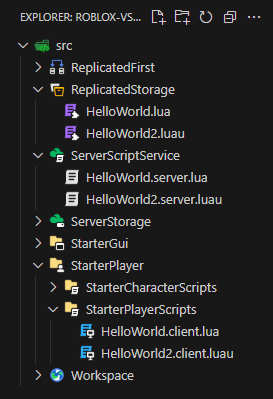 EXPLORER: ROBLOX-VS...
src
ReplicatedFirst
ReplicatedStorage
HelloWorld.lua
HelloWorld2.luau
ServerScriptService
HelloWorld.server.lua
HelloWorld2.server.luau
ServerStorage
StarterGui
StarterPlayer
StarterCharacterScripts
StarterPlayerScripts
HelloWorld.client.lua
HelloWorld2.client.luau
Workspace